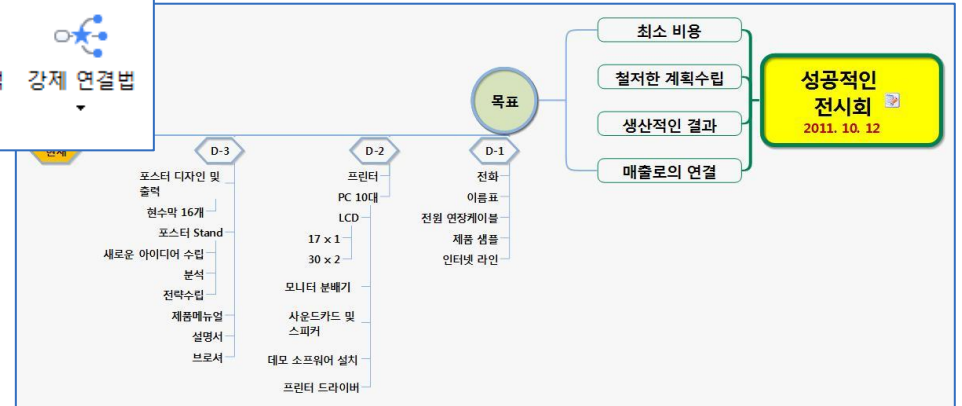 강제 연결법
목표
최소 비용
철저한 계획수립
생산적인 결과
매출로의 연결
성공적인
전시회
2011. 10. 12
D-3
포스터 디자인 및
출력
현수막 16개
포스터 Stand
새로운 아이디어 수립
분석
전략수립
제품메뉴얼
설명서
브로셔
D-2
프린터
PC 10대
LCD
17 x 1
30 x 2
모니터 분배기
사운드카드 및
스피커
데모 소프워어 설치
프린터 드라이버
D-1
전화
이름표
전원 연장케이블
제품 샘플
인터넷 라인